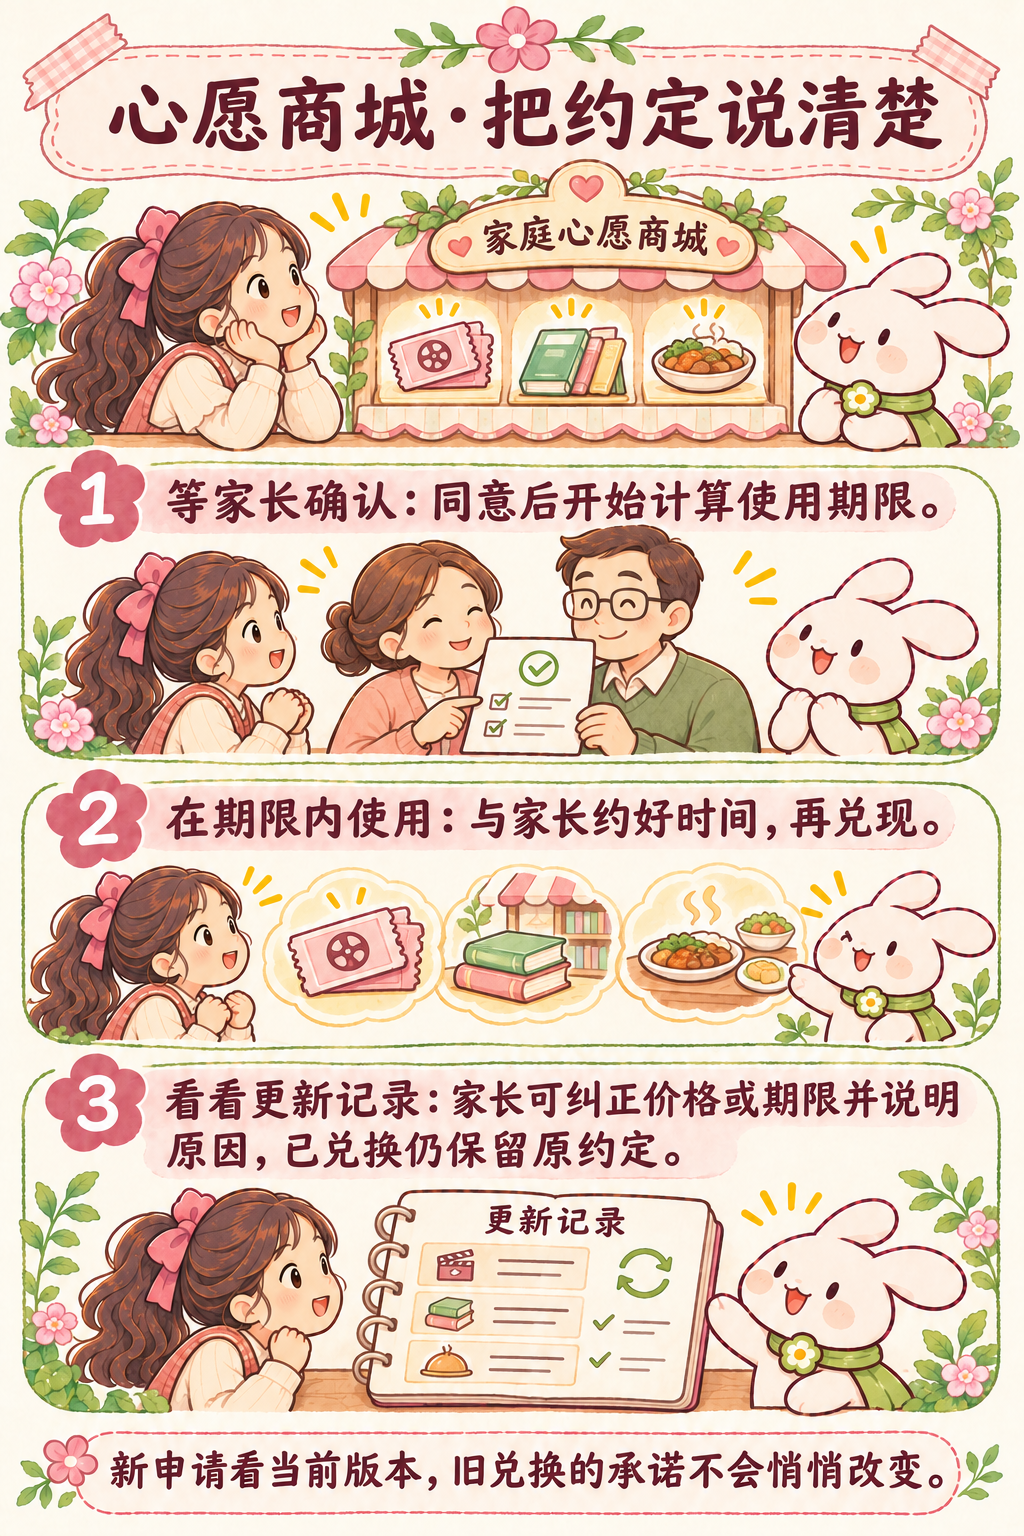 心愿商城·把约定说清楚
家庭心愿商城
1
等家长确认：同意后开始计算使用期限。
2
在期限内使用：与家长约好时间，再兑现。
3
看看更新记录：家长可纠正价格或期限并说明
原因，已兑换仍保留原约定。
更新记录
新申请看当前版本，旧兑换的承诺不会悄悄改变。